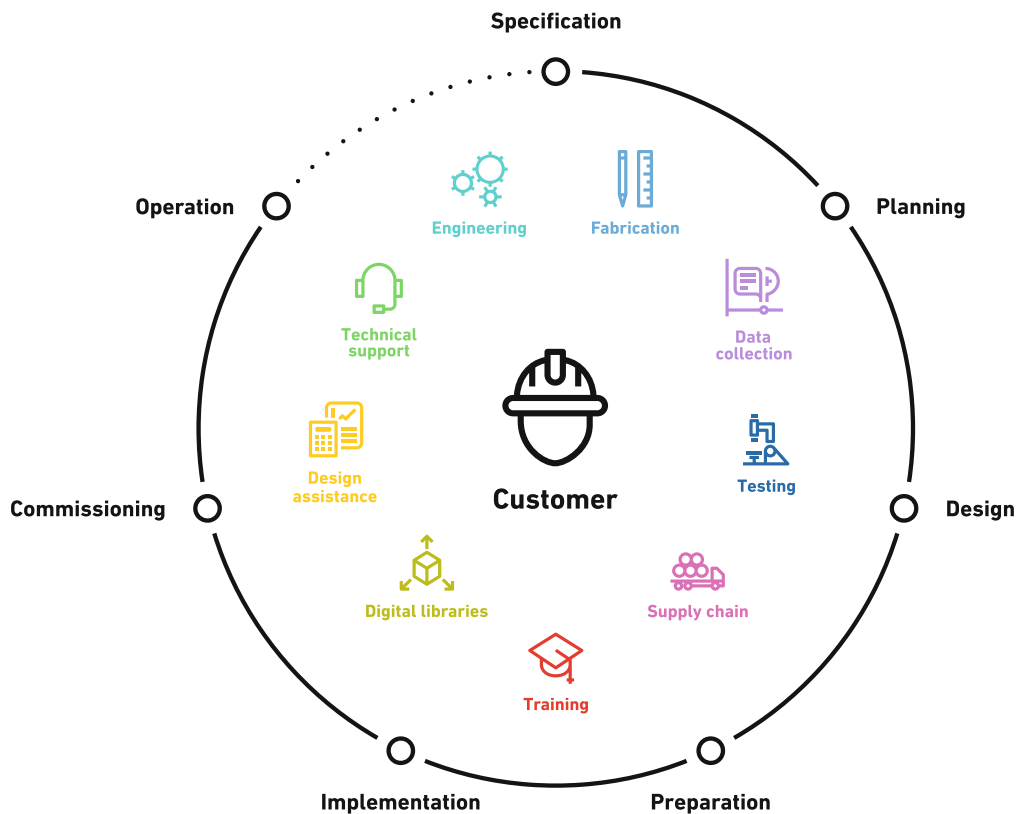 Specification
Operation
Planning
Engineering
Fabrication
Technical
support
Data
collection
Design
assistance
Customer
Testing
Commissioning
Design
Digital libraries
Supply chain
Training
Implementation
Preparation